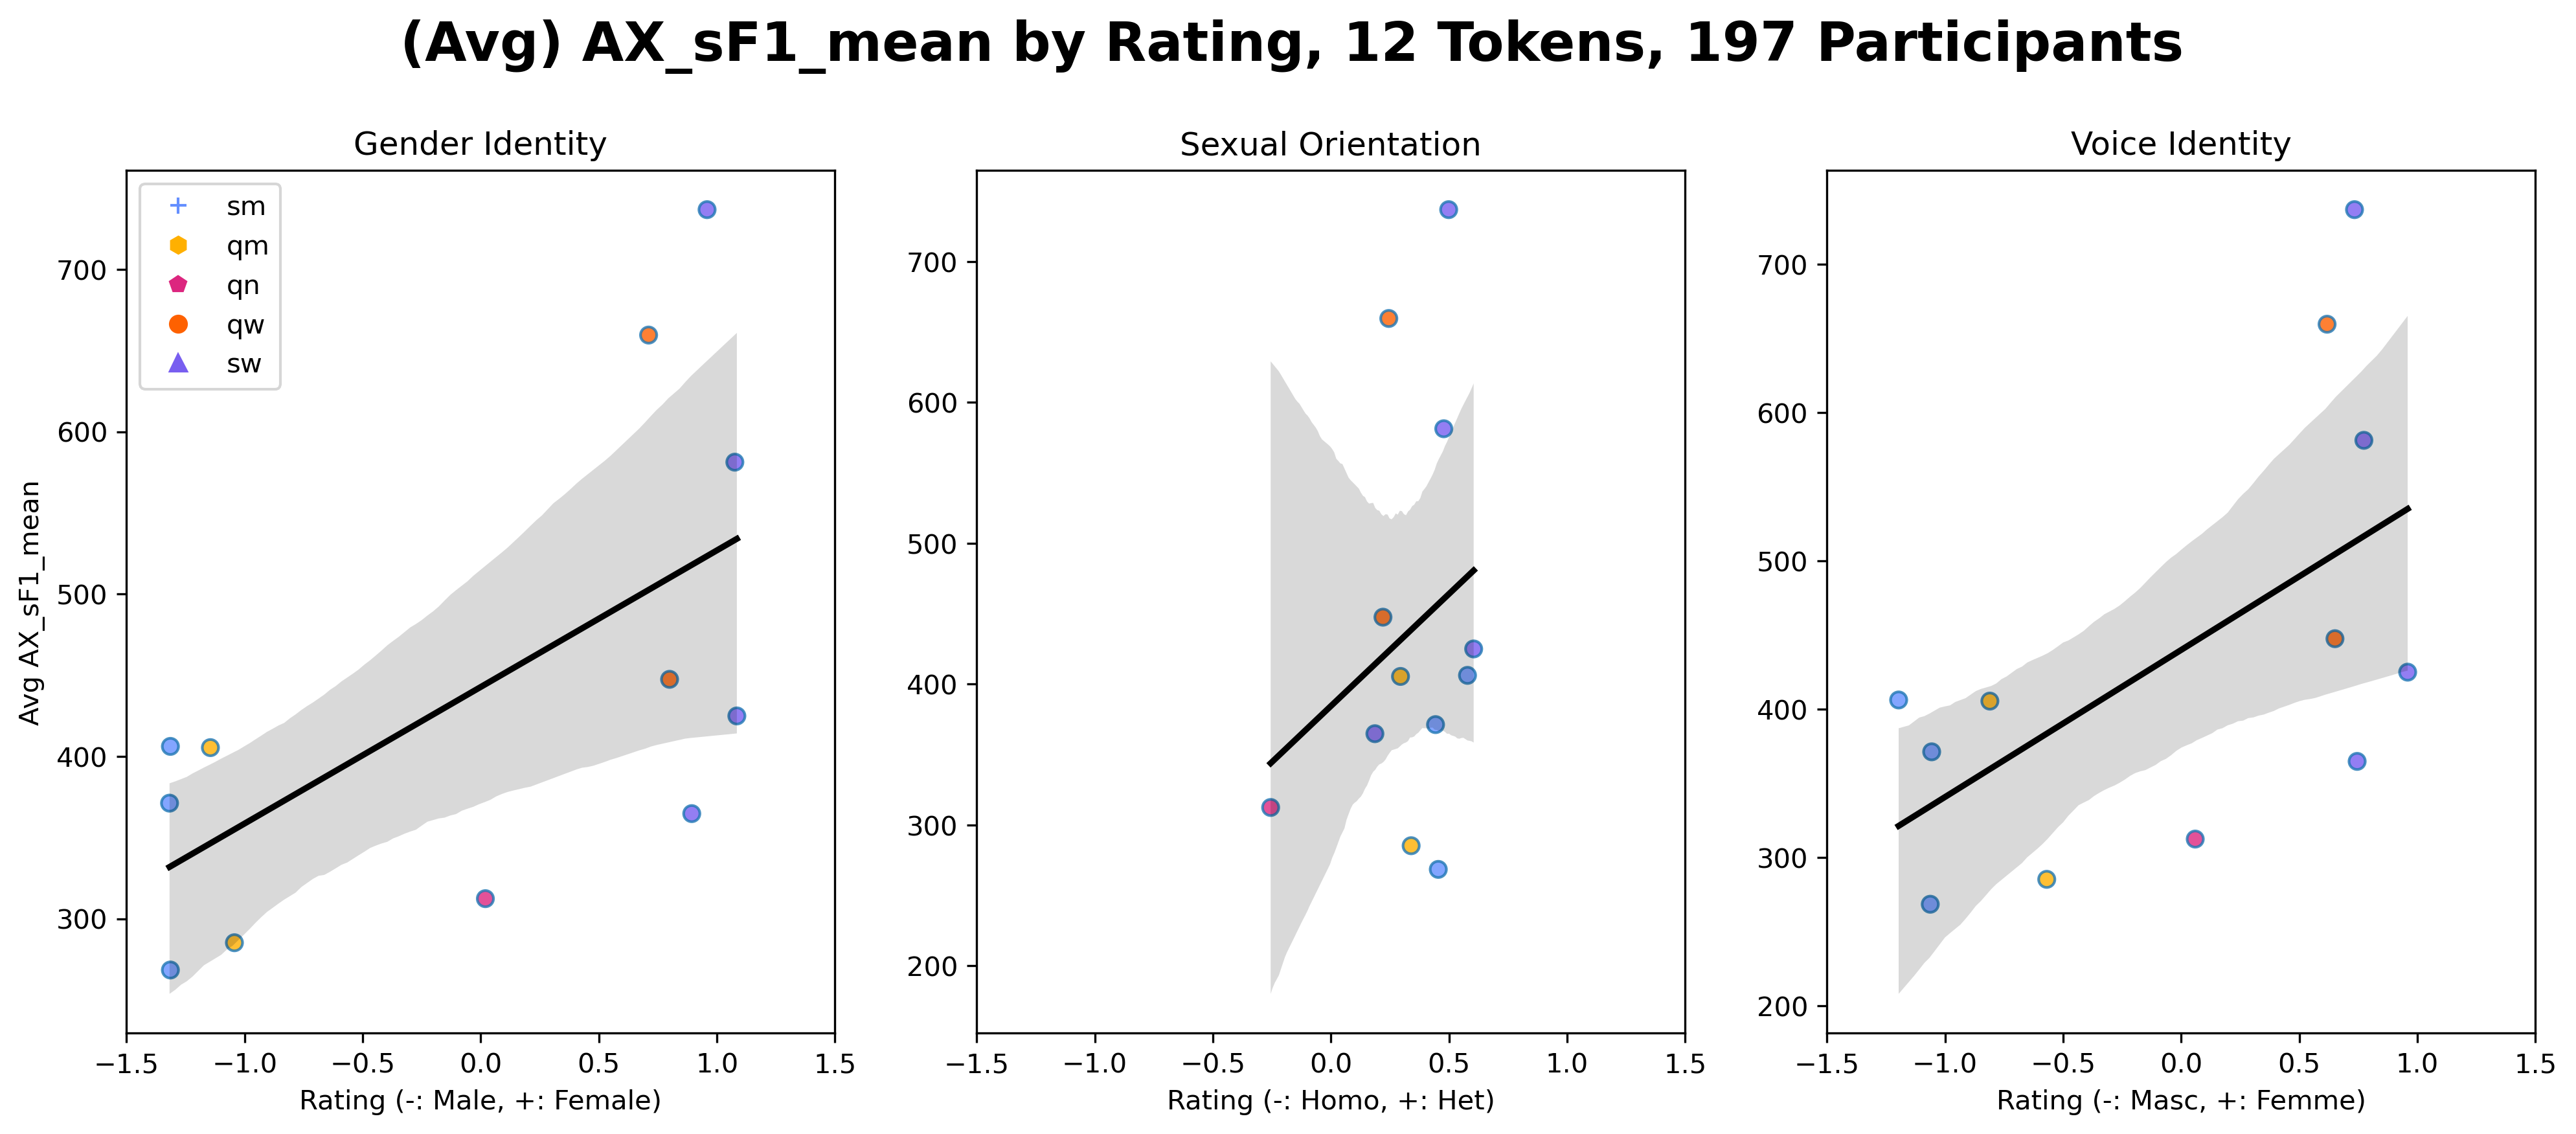 (Avg) AX_sF1_mean by Rating, 12 Tokens, 197 Participants
Gender Identity
sm
qm
qn
qw
sw
Avg AX_sF1_mean
700
600
500
400
300
−1.5 −1.0 −0.5 0.0 0.5 1.0 1.5
Rating (-: Male, +: Female)
Sexual Orientation
700
600
500
400
300
200
−1.5 −1.0 −0.5 0.0 0.5 1.0 1.5
Rating (-: Homo, +: Het)
Voice Identity
700
600
500
400
300
200
−1.5 −1.0 −0.5 0.0 0.5 1.0 1.5
Rating (-: Masc, +: Femme)